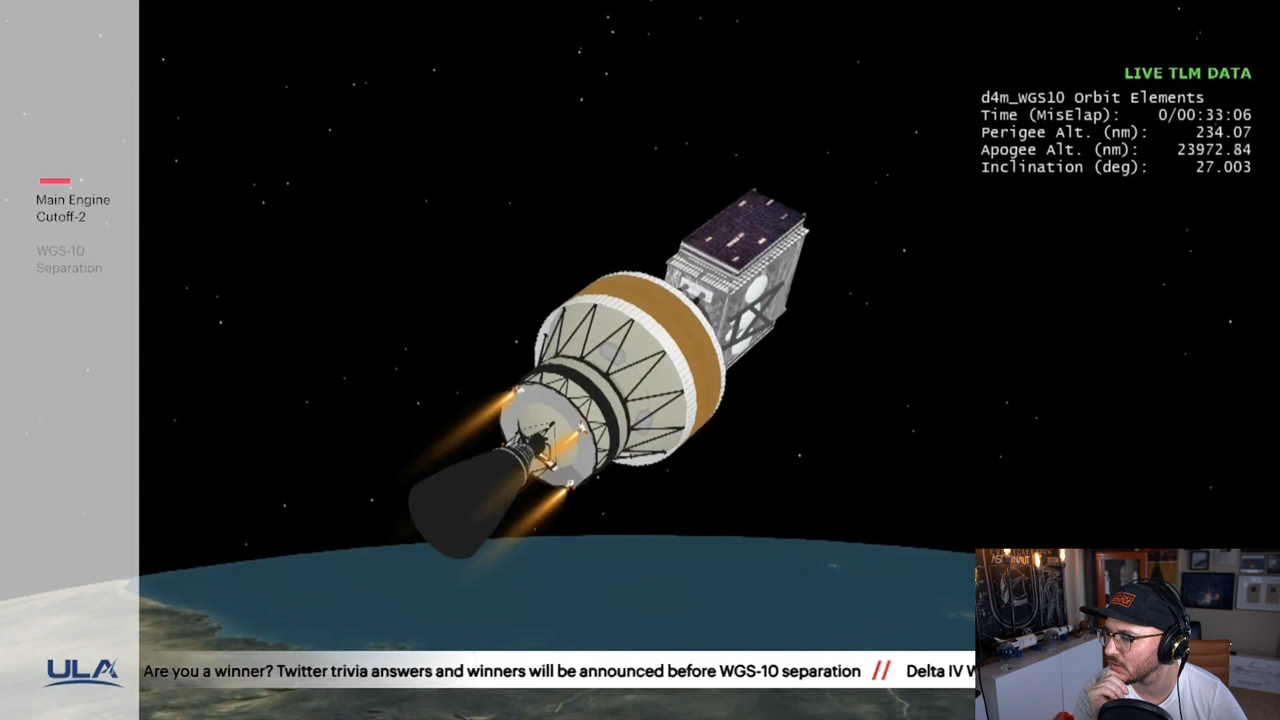 LIVE TLM DATA
d4m_WGS10 Orbit Elements
Time (MisElap): 0/00:33:06
Perigee Alt. (nm): 234.07
Apogee Alt. (nm): 23972.84
Inclination (deg): 27.003
Main Engine
Cutoff-2
WGS-10
Separation
ULA
Are you a winner? Twitter trivia answers and winners will be announced before WGS-10 separation // Delta IV